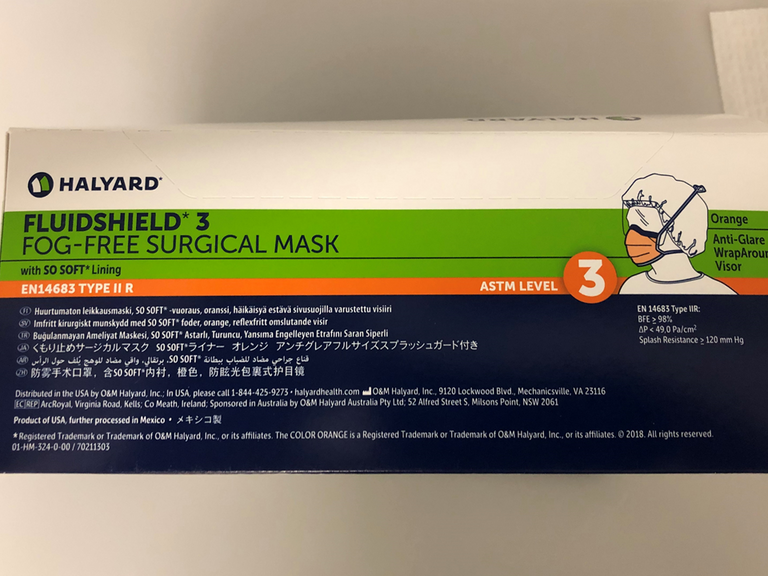 HALYARD
HALYARD*
FLUIDSHIELD* 3
FOG-FREE SURGICAL MASK
with SO SOFT* Lining
EN14683 TYPE II R
ASTM LEVEL 3
Orange
Anti-Glare
WrapAroun
Visor
FI Huurtumaton leikkausmaski, SO SOFT* -vuoraus, oranssi, häikäisyä estävä sivusuojilla varustettu visiiri
SV Imfritt kirurgiskt munskydd med SO SOFT* foder, orange, reflexfritt omslutande visir
TR Buğulanmayan Ameliyat Maskesi, SO SOFT* Astarlı, Turuncu, Yansıma Engelleyen Etrafını Saran Siperli
JA くもり止めサージカルマスク SO SOFT*ライナー オレンジ アンチグレアフルサイズスプラッシュガード付き
AR قناع جراحي مضاد للضباب ببطانة *SO SOFT، برتقالي، واقي مضاد للوهج يُلف حول الرأس
ZH 防雾手术口罩，含SO SOFT*内衬，橙色，防眩光包裹式护目镜
EN 14683 Type IIR:
BFE ≥ 98%
ΔP < 49.0 Pa/cm²
Splash Resistance ≥ 120 mm Hg
Distributed in the USA by O&M Halyard, Inc.; In USA, please call 1-844-425-9273 • halyardhealth.com O&M Halyard, Inc., 9120 Lockwood Blvd., Mechanicsville, VA 23116
EC REP ArcRoyal, Virginia Road, Kells; Co Meath, Ireland; Sponsored in Australia by O&M Halyard Australia Pty Ltd; 52 Alfred Street S, Milsons Point, NSW 2061
Product of USA, further processed in Mexico • メキシコ製
*Registered Trademark or Trademark of O&M Halyard, Inc., or its affiliates. The COLOR ORANGE is a Registered Trademark or Trademark of O&M Halyard, Inc., or its affiliates. © 2018. All rights reserved.
01-HM-324-0-00 / 70211303